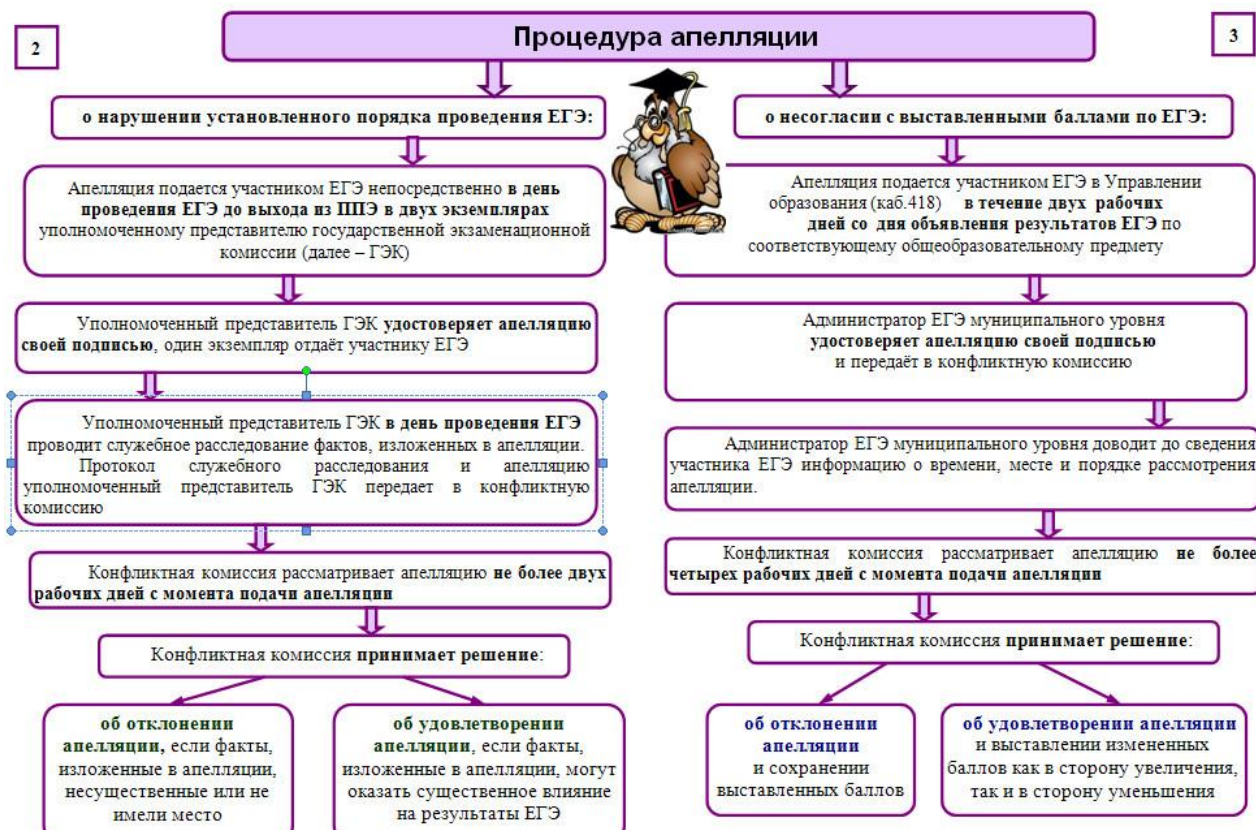 2
Процедура апелляции
3
о нарушении установленного порядка проведения ЕГЭ:
Апелляция подается участником ЕГЭ непосредственно в день
проведения ЕГЭ до выхода из ППЭ в двух экземплярах
уполномоченному представителю государственной экзаменационной
комиссии (далее – ГЭК)
Уполномоченный представитель ГЭК удостоверяет апелляцию
своей подписью, один экземпляр отдаёт участнику ЕГЭ
Уполномоченный представитель ГЭК в день проведения ЕГЭ
проводит служебное расследование фактов, изложенных в апелляции.
Протокол служебного расследования и апелляцию
уполномоченный представитель ГЭК передает в конфликтную
комиссию
Конфликтная комиссия рассматривает апелляцию не более двух
рабочих дней с момента подачи апелляции
Конфликтная комиссия принимает решение:
об отклонении
апелляции, если факты,
изложенные в апелляции,
несущественные или не
имели место
об удовлетворении
апелляции, если факты,
изложенные в апелляции, могут
оказать существенное влияние
на результаты ЕГЭ
о несогласии с выставленными баллами по ЕГЭ:
Апелляция подается участником ЕГЭ в Управлении
образования (каб.418) в течение двух рабочих
дней со дня объявления результатов ЕГЭ по
соответствующему общеобразовательному предмету
Администратор ЕГЭ муниципального уровня
удостоверяет апелляцию своей подписью
и передаёт в конфликтную комиссию
Администратор ЕГЭ муниципального уровня доводит до сведения
участника ЕГЭ информацию о времени, месте и порядке рассмотрения
апелляции.
Конфликтная комиссия рассматривает апелляцию не более
четырех рабочих дней с момента подачи апелляции
Конфликтная комиссия принимает решение:
об отклонении
апелляции
и сохранении
выставленных баллов
об удовлетворении апелляции
и выставлении измененных
баллов как в сторону увеличения,
так и в сторону уменьшения